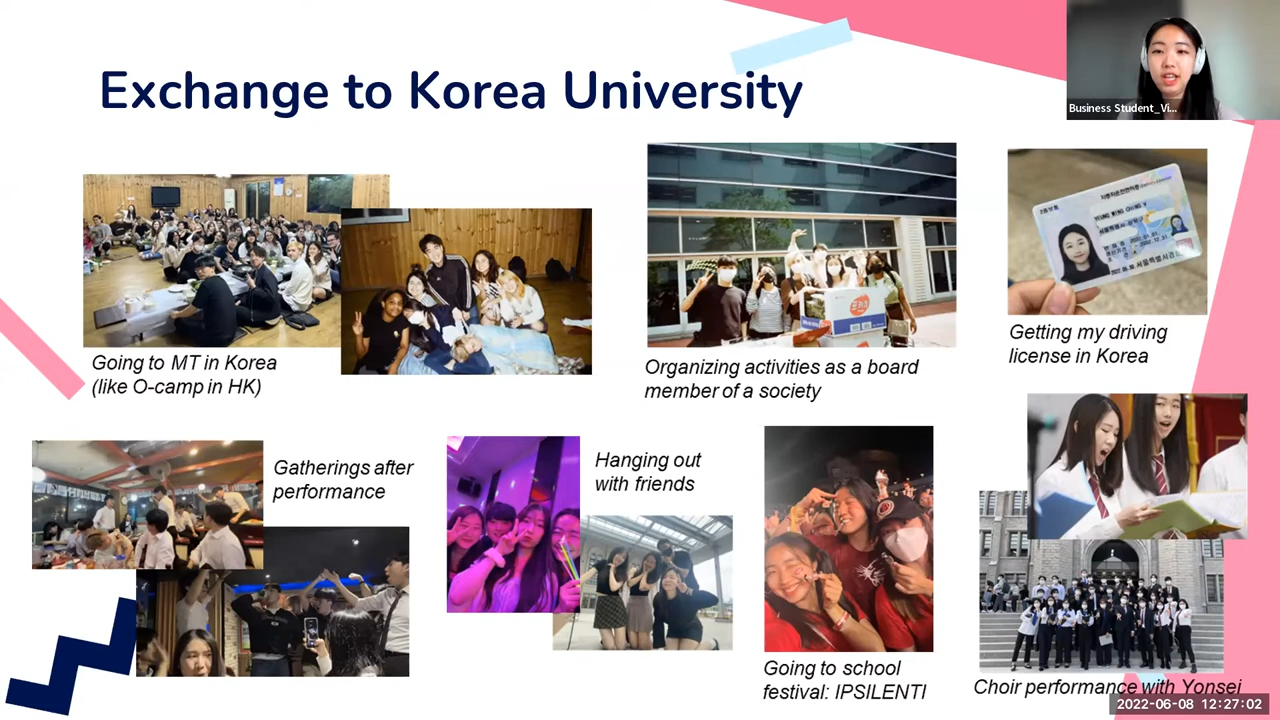 Exchange to Korea University
Business Student_Vi...
Going to MT in Korea
(like O-camp in HK)
Organizing activities as a board
member of a society
Getting my driving
license in Korea
Gatherings after
performance
Hanging out
with friends
Going to school
festival: IPSILENTI
Choir performance with Yonsei
2022-06-08 12:27:02